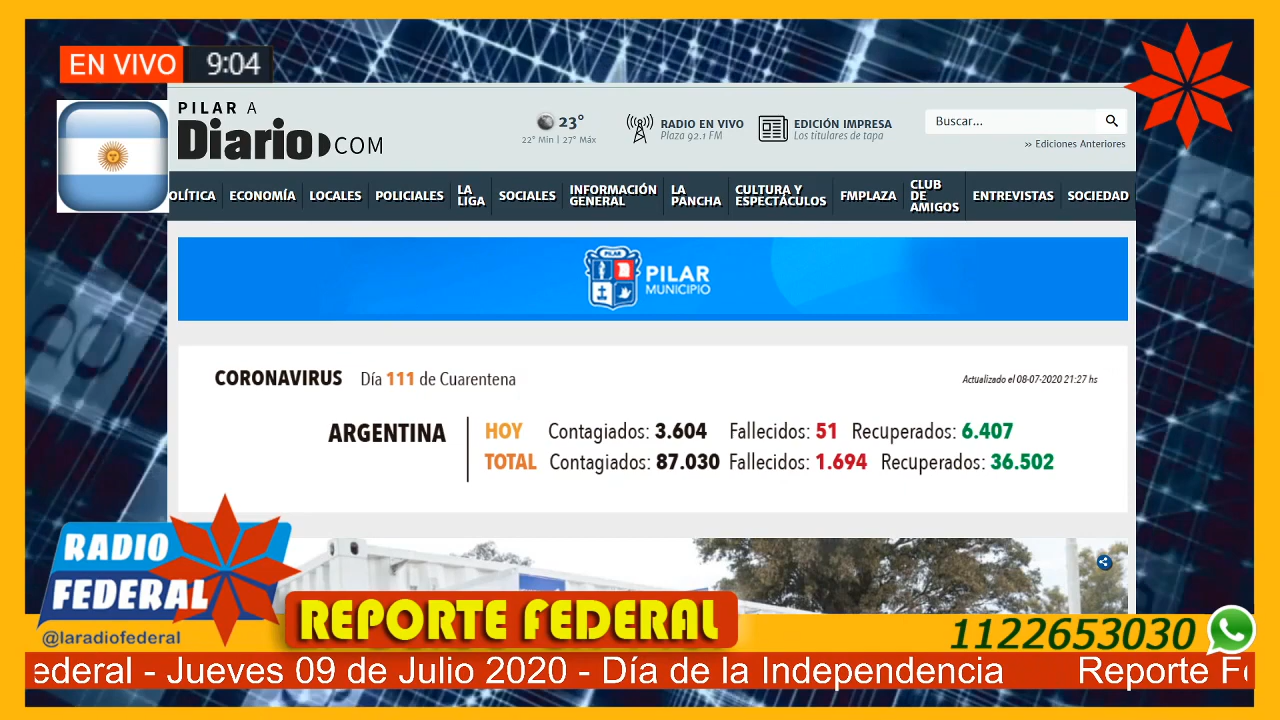 EN VIVO 9:04
PILAR A
Diario.COM
23°
22° Mín | 27° Máx
RADIO EN VIVO
Plaza 92.1 FM
EDICIÓN IMPRESA
Los titulares de tapa
Buscar...
» Ediciones Anteriores
OLÍTICA ECONOMÍA LOCALES POLICIALES LA LIGA SOCIALES INFORMACIÓN GENERAL LA PANCHA CULTURA Y ESPECTÁCULOS FMPLAZA CLUB DE AMIGOS ENTREVISTAS SOCIEDAD
PILAR
PILAR
MUNICIPIO
CORONAVIRUS Día 111 de Cuarentena
Actualizado el 08-07-2020 21:27 hs
ARGENTINA
HOY Contagiados: 3.604 Fallecidos: 51 Recuperados: 6.407
TOTAL Contagiados: 87.030 Fallecidos: 1.694 Recuperados: 36.502
RADIO
FEDERAL
@laradiofederal
REPORTE FEDERAL
1122653030
ederal - Jueves 09 de Julio 2020 - Día de la Independencia Reporte Fe